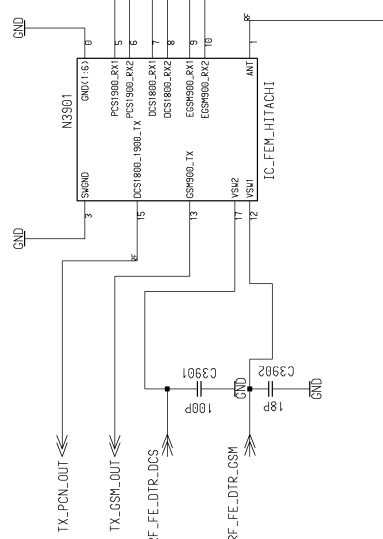 GND
0
5
6
7
8
9
10
RF
1
GND(1:6)
PCS1900_RX1
PCS1900_RX2
DCS1800_RX1
DCS1800_RX2
EGSM900_RX1
EGSM900_RX2
ANT
N3901
IC_FEM_HITACHI
SWGND
DCS1800_1900_TX
GSM900_TX
VSW2
VSW1
3
15
13
17
12
GND
RF
C3901
100P
GND
C3902
18P
GND
TX_PCN_OUT
TX_GSM_OUT
RF_FE_DTR_DCS
RF_FE_DTR_GSM